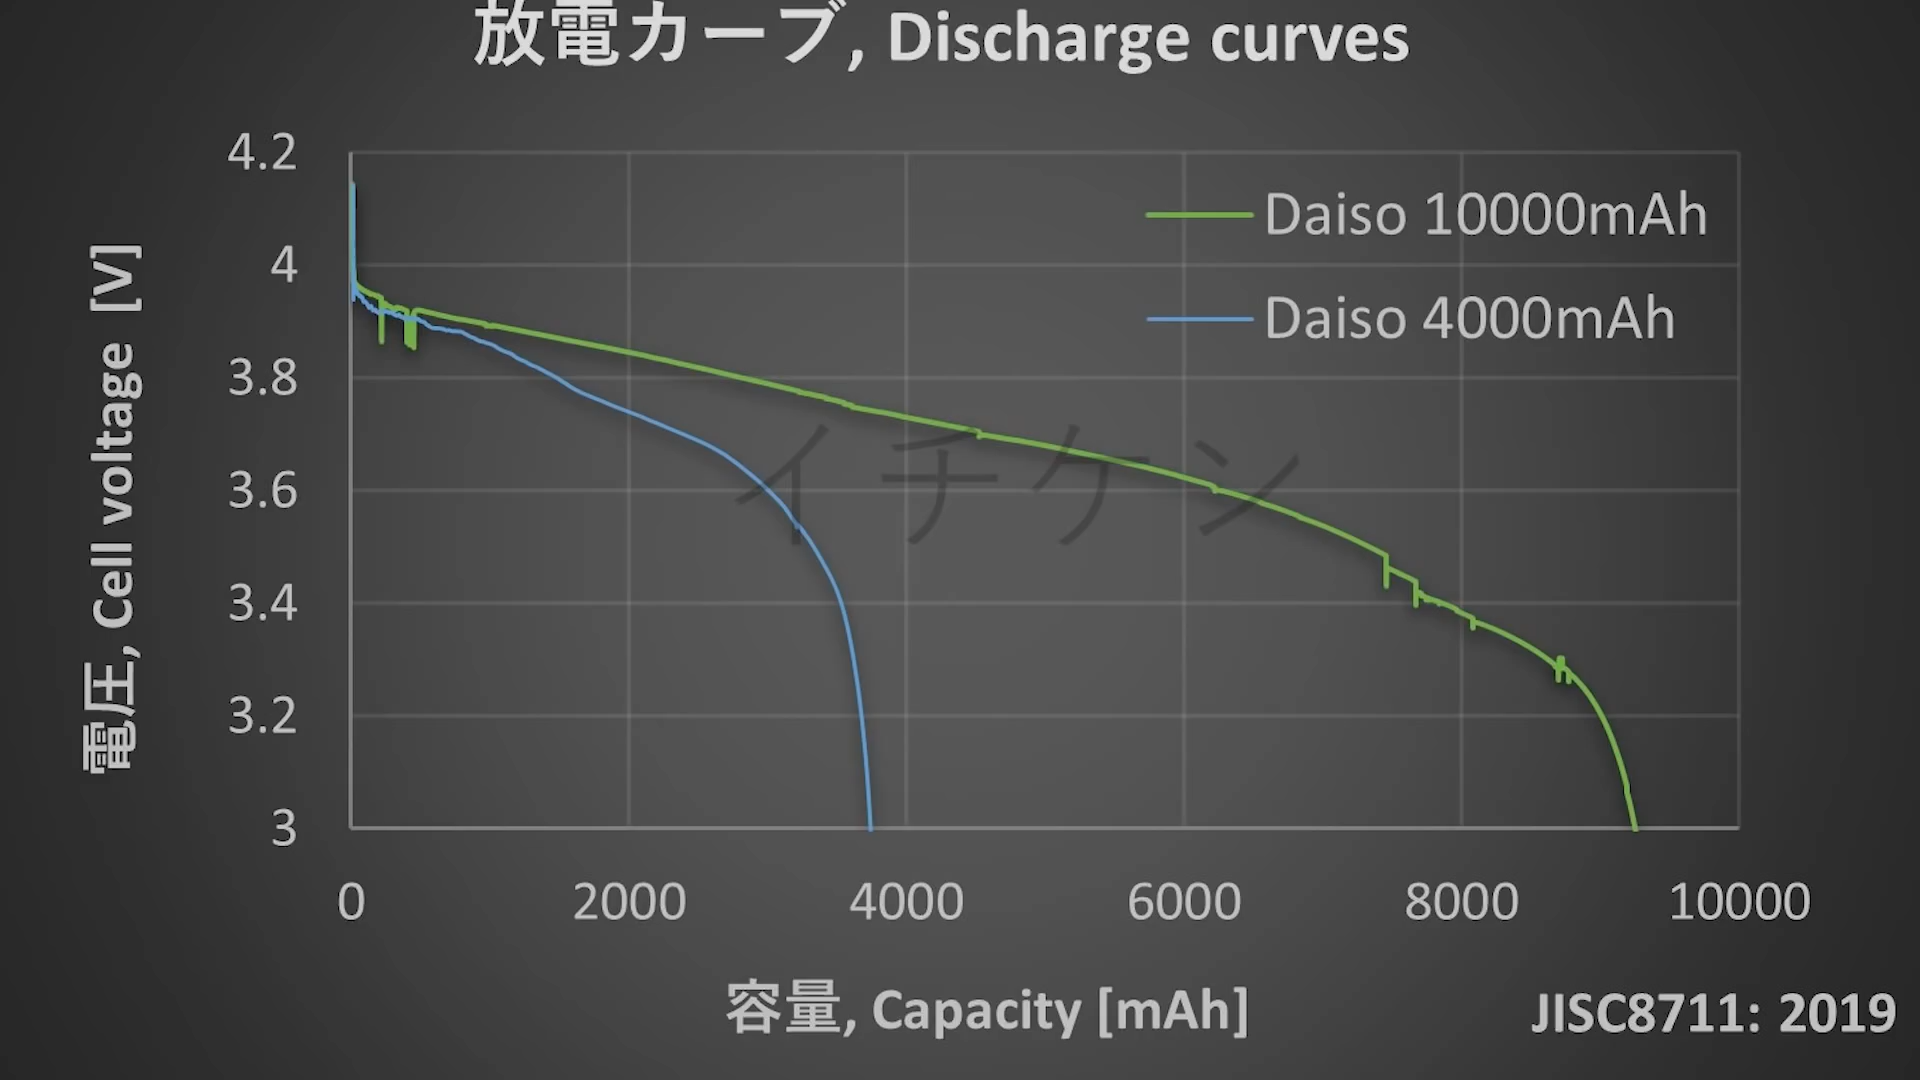 放電カーブ, Discharge curves
電圧, Cell voltage [V]
4.2
4
3.8
3.6
3.4
3.2
3
Daiso 10000mAh
Daiso 4000mAh
イチケン
0 2000 4000 6000 8000 10000
容量, Capacity [mAh]
JISC8711: 2019